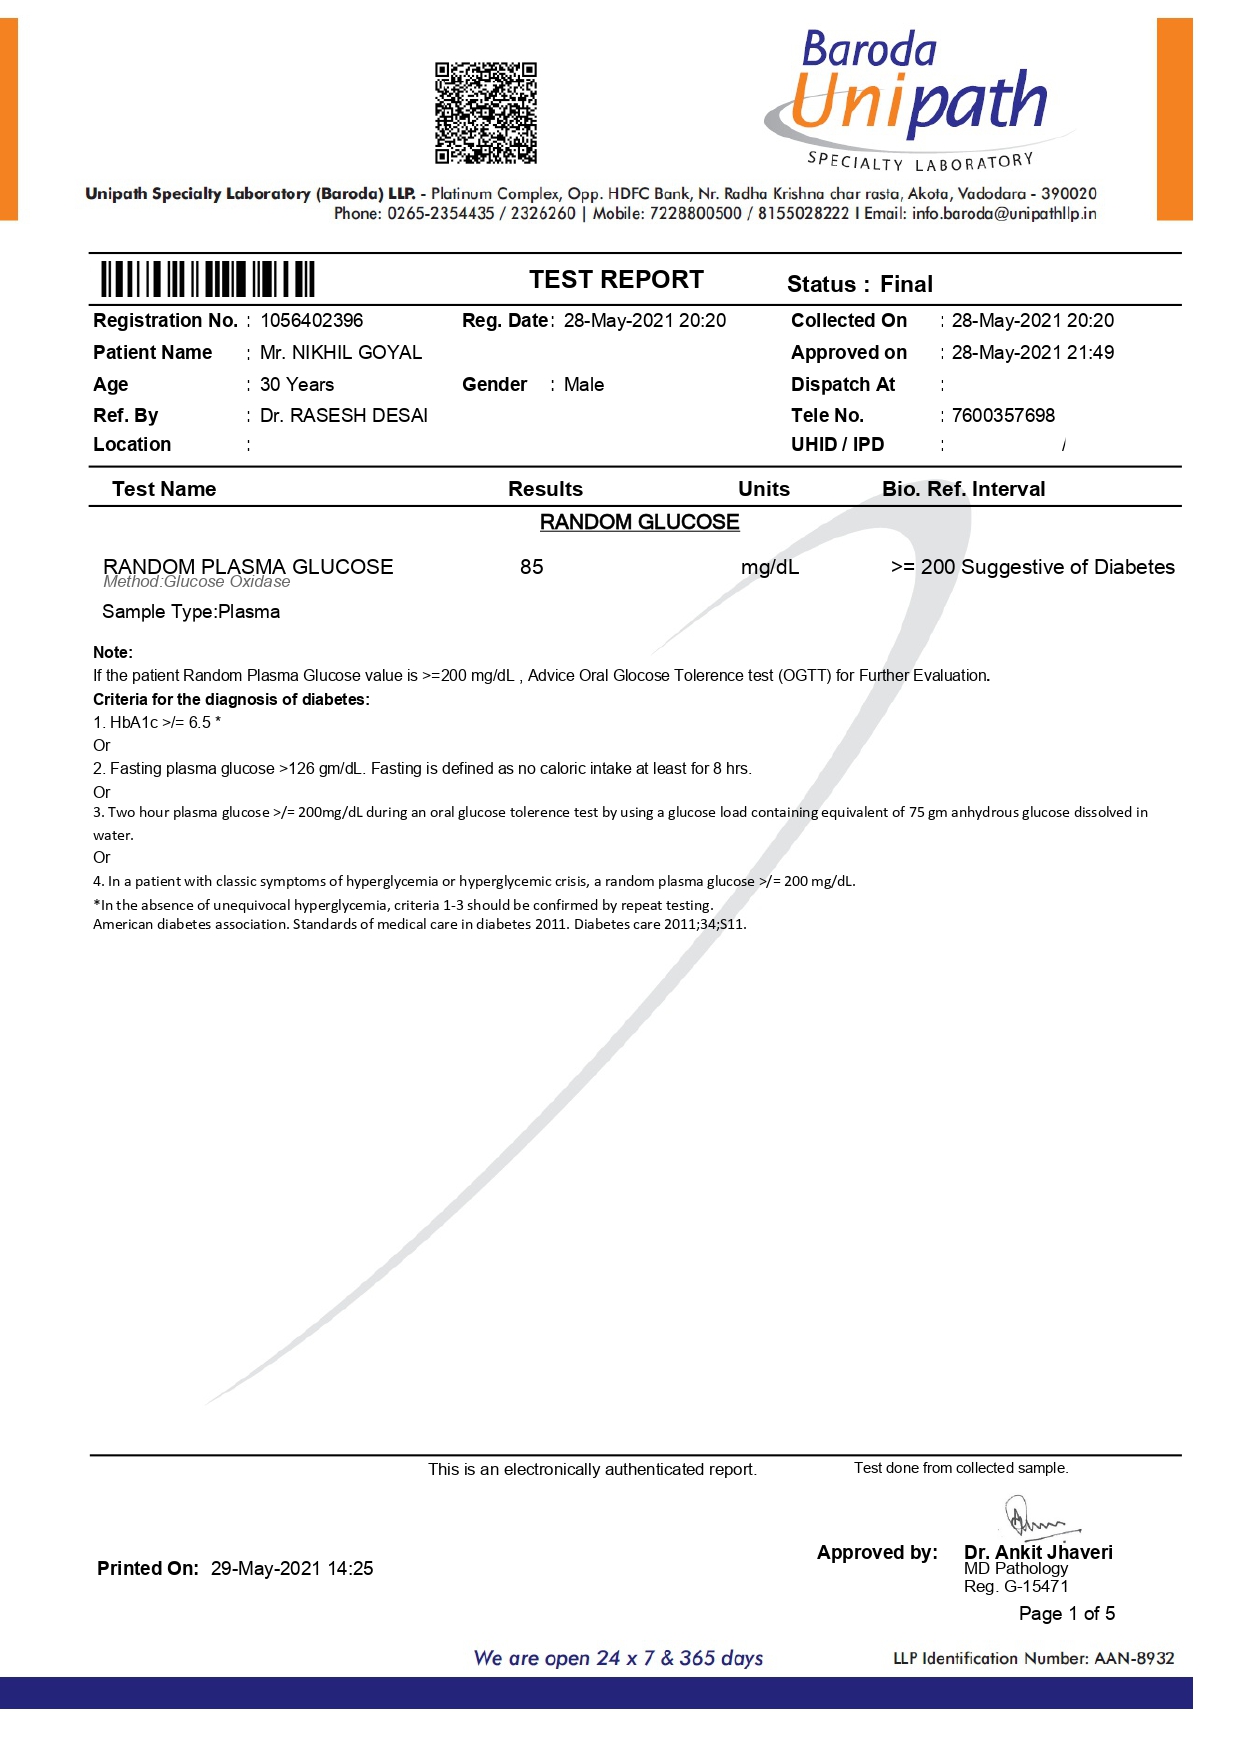 Baroda
Unipath
SPECIALTY LABORATORY
Unipath Specialty Laboratory (Baroda) LLP. - Platinum Complex, Opp. HDFC Bank, Nr. Radha Krishna char rasta, Akota, Vadodara - 390020
Phone: 0265-2354435 / 2326260 | Mobile: 7228800500 / 8155028222 I Email: info.baroda@unipathllp.in
TEST REPORT Status : Final
Registration No. : 1056402396 Reg. Date : 28-May-2021 20:20 Collected On : 28-May-2021 20:20
Patient Name : Mr. NIKHIL GOYAL Approved on : 28-May-2021 21:49
Age : 30 Years Gender : Male Dispatch At :
Ref. By : Dr. RASESH DESAI Tele No. : 7600357698
Location : UHID / IPD : /
Test Name Results Units Bio. Ref. Interval
RANDOM GLUCOSE
RANDOM PLASMA GLUCOSE 85 mg/dL >= 200 Suggestive of Diabetes
Method:Glucose Oxidase
Sample Type:Plasma
Note:
If the patient Random Plasma Glucose value is >=200 mg/dL , Advice Oral Glocose Tolerence test (OGTT) for Further Evaluation.
Criteria for the diagnosis of diabetes:
1. HbA1c >/= 6.5 *
Or
2. Fasting plasma glucose >126 gm/dL. Fasting is defined as no caloric intake at least for 8 hrs.
Or
3. Two hour plasma glucose >/= 200mg/dL during an oral glucose tolerence test by using a glucose load containing equivalent of 75 gm anhydrous glucose dissolved in
water.
Or
4. In a patient with classic symptoms of hyperglycemia or hyperglycemic crisis, a random plasma glucose >/= 200 mg/dL.
*In the absence of unequivocal hyperglycemia, criteria 1-3 should be confirmed by repeat testing.
American diabetes association. Standards of medical care in diabetes 2011. Diabetes care 2011;34;S11.
This is an electronically authenticated report. Test done from collected sample.
Approved by: Dr. Ankit Jhaveri
Printed On: 29-May-2021 14:25 MD Pathology
Reg. G-15471
Page 1 of 5
We are open 24 x 7 & 365 days LLP Identification Number: AAN-8932